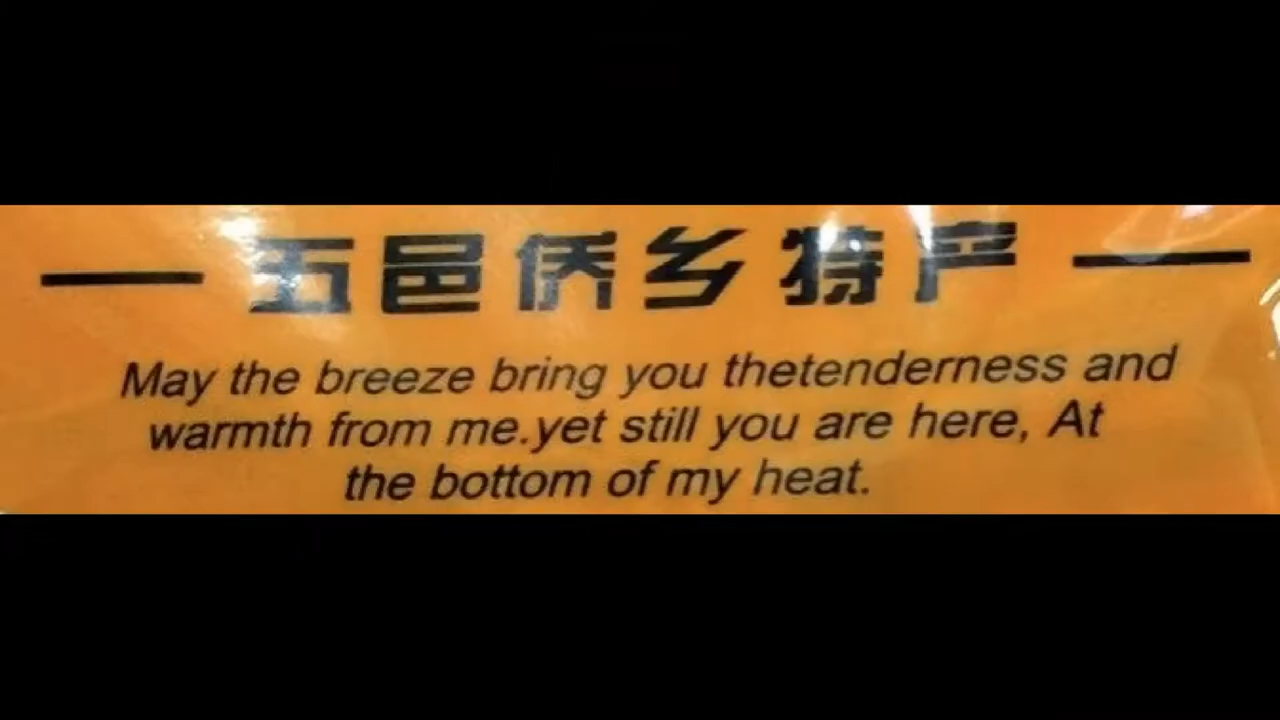 五邑侨乡特产
May the breeze bring you thetenderness and
warmth from me.yet still you are here, At
the bottom of my heat.